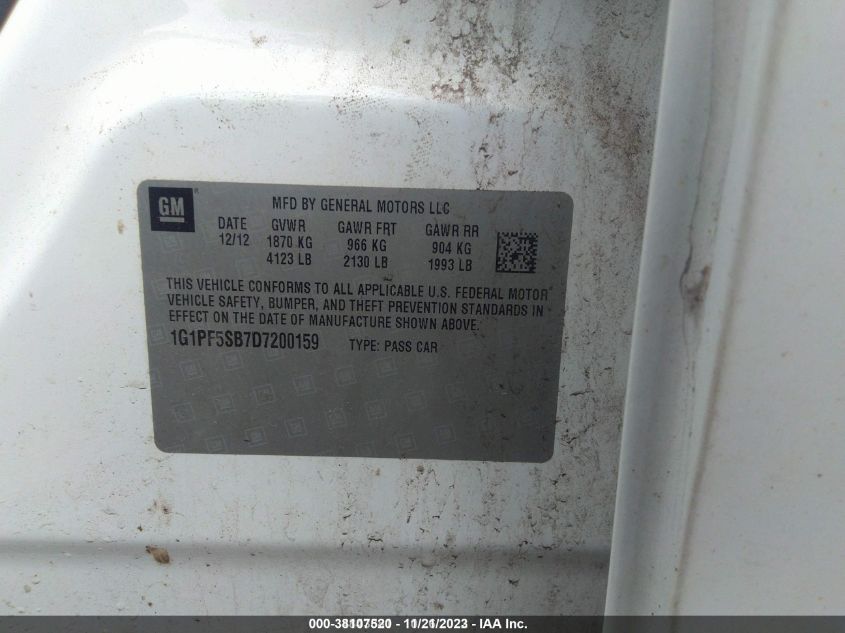 GM ®
MFD BY GENERAL MOTORS LLC
DATE GVWR GAWR FRT GAWR RR
12/12 1870 KG 966 KG 904 KG
4123 LB 2130 LB 1993 LB
THIS VEHICLE CONFORMS TO ALL APPLICABLE U.S. FEDERAL MOTOR
VEHICLE SAFETY, BUMPER, AND THEFT PREVENTION STANDARDS IN
EFFECT ON THE DATE OF MANUFACTURE SHOWN ABOVE.
1G1PF5SB7D7200159 TYPE: PASS CAR
000-38107520 - 11/21/2023 - IAA Inc.